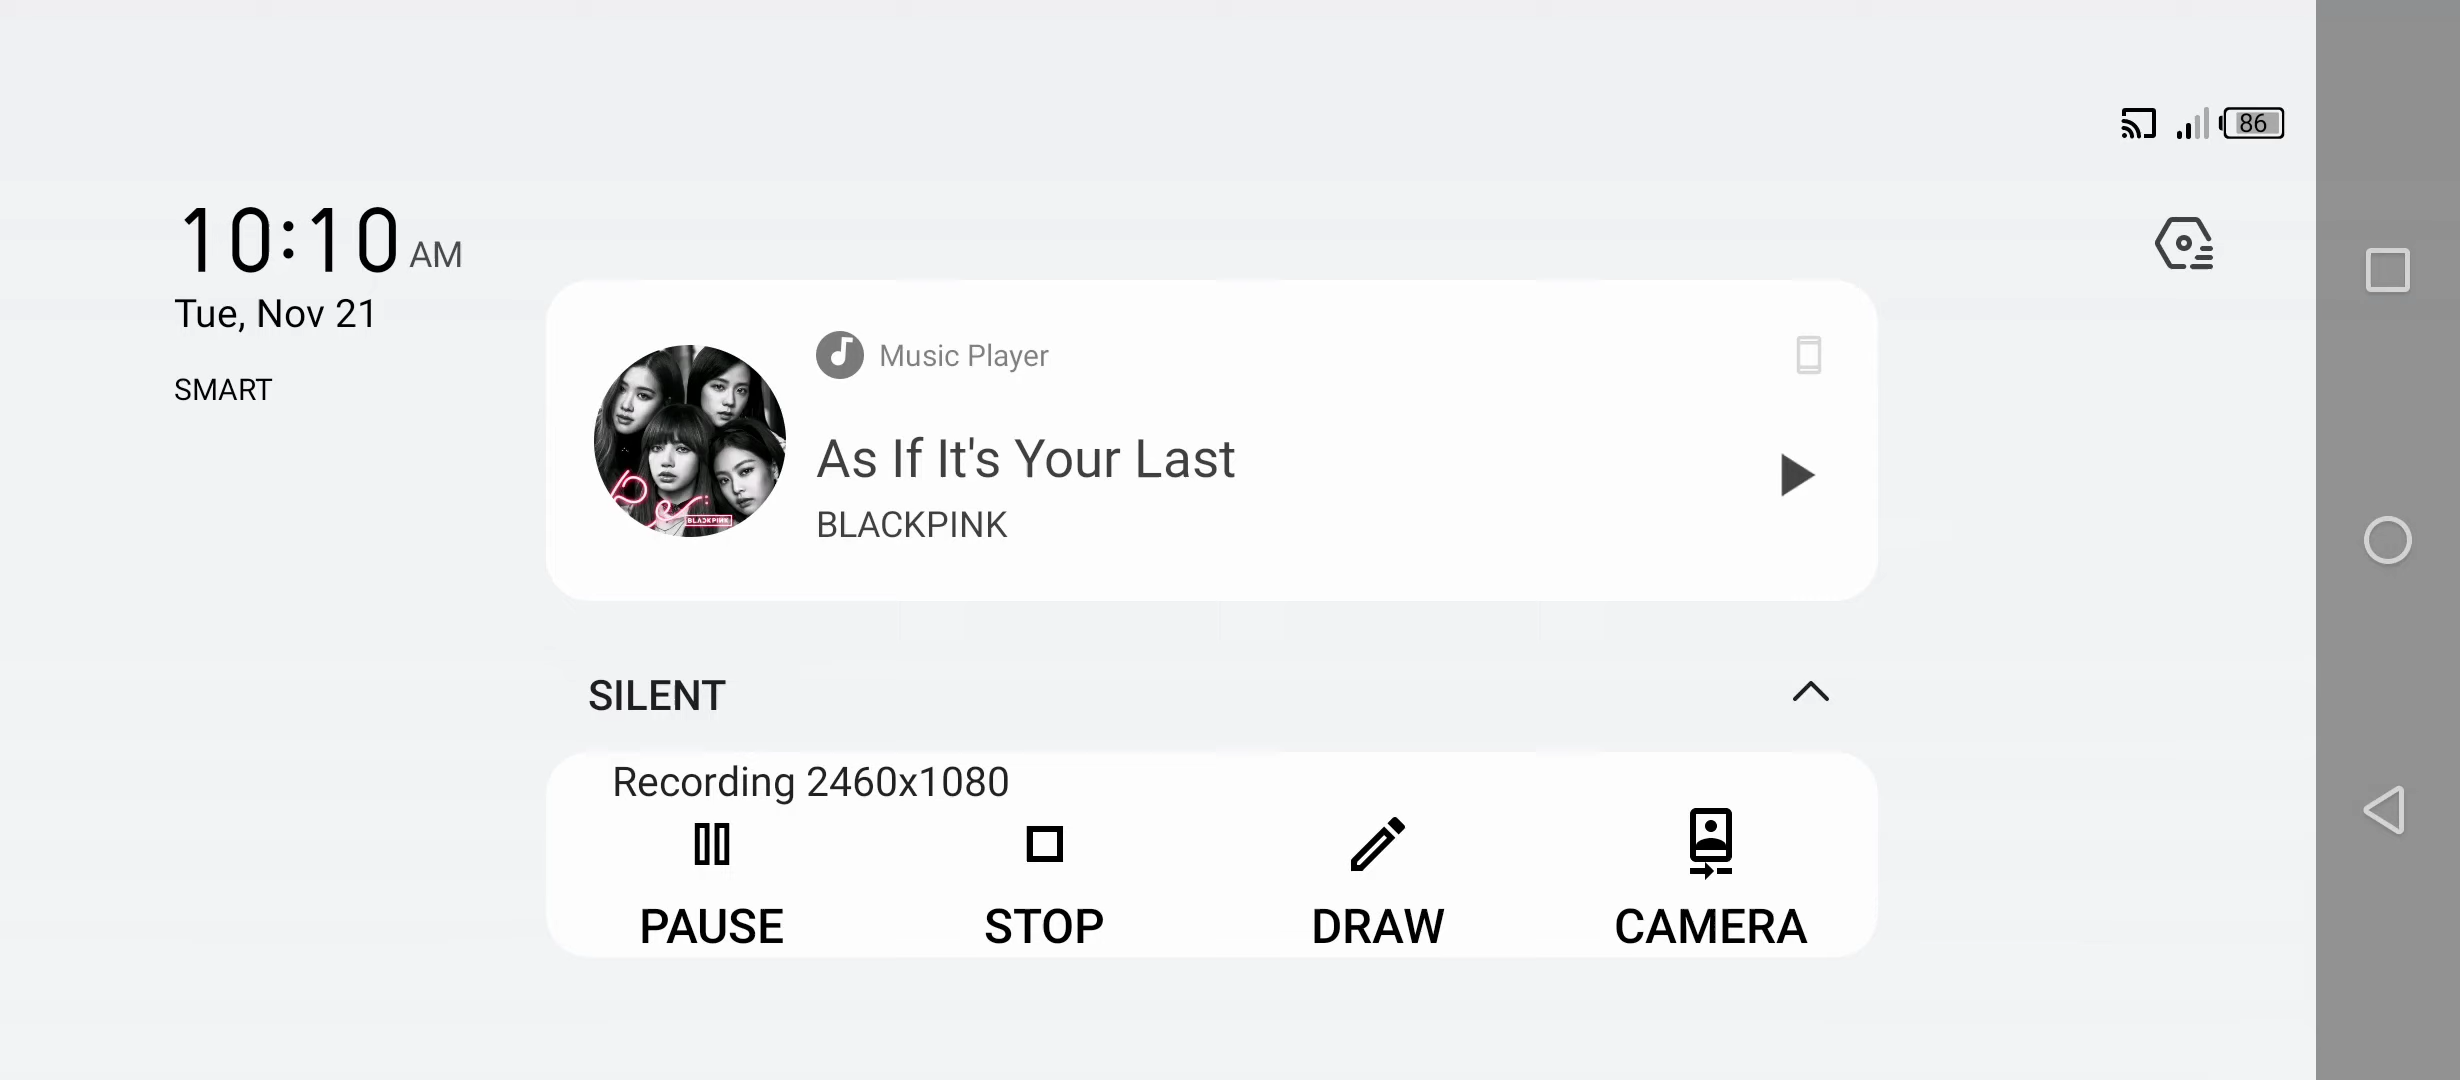 86
10:10 AM
Tue, Nov 21
SMART
Music Player
As If It's Your Last
BLACKPINK
BLACKPINK
SILENT
Recording 2460x1080
PAUSE STOP DRAW CAMERA